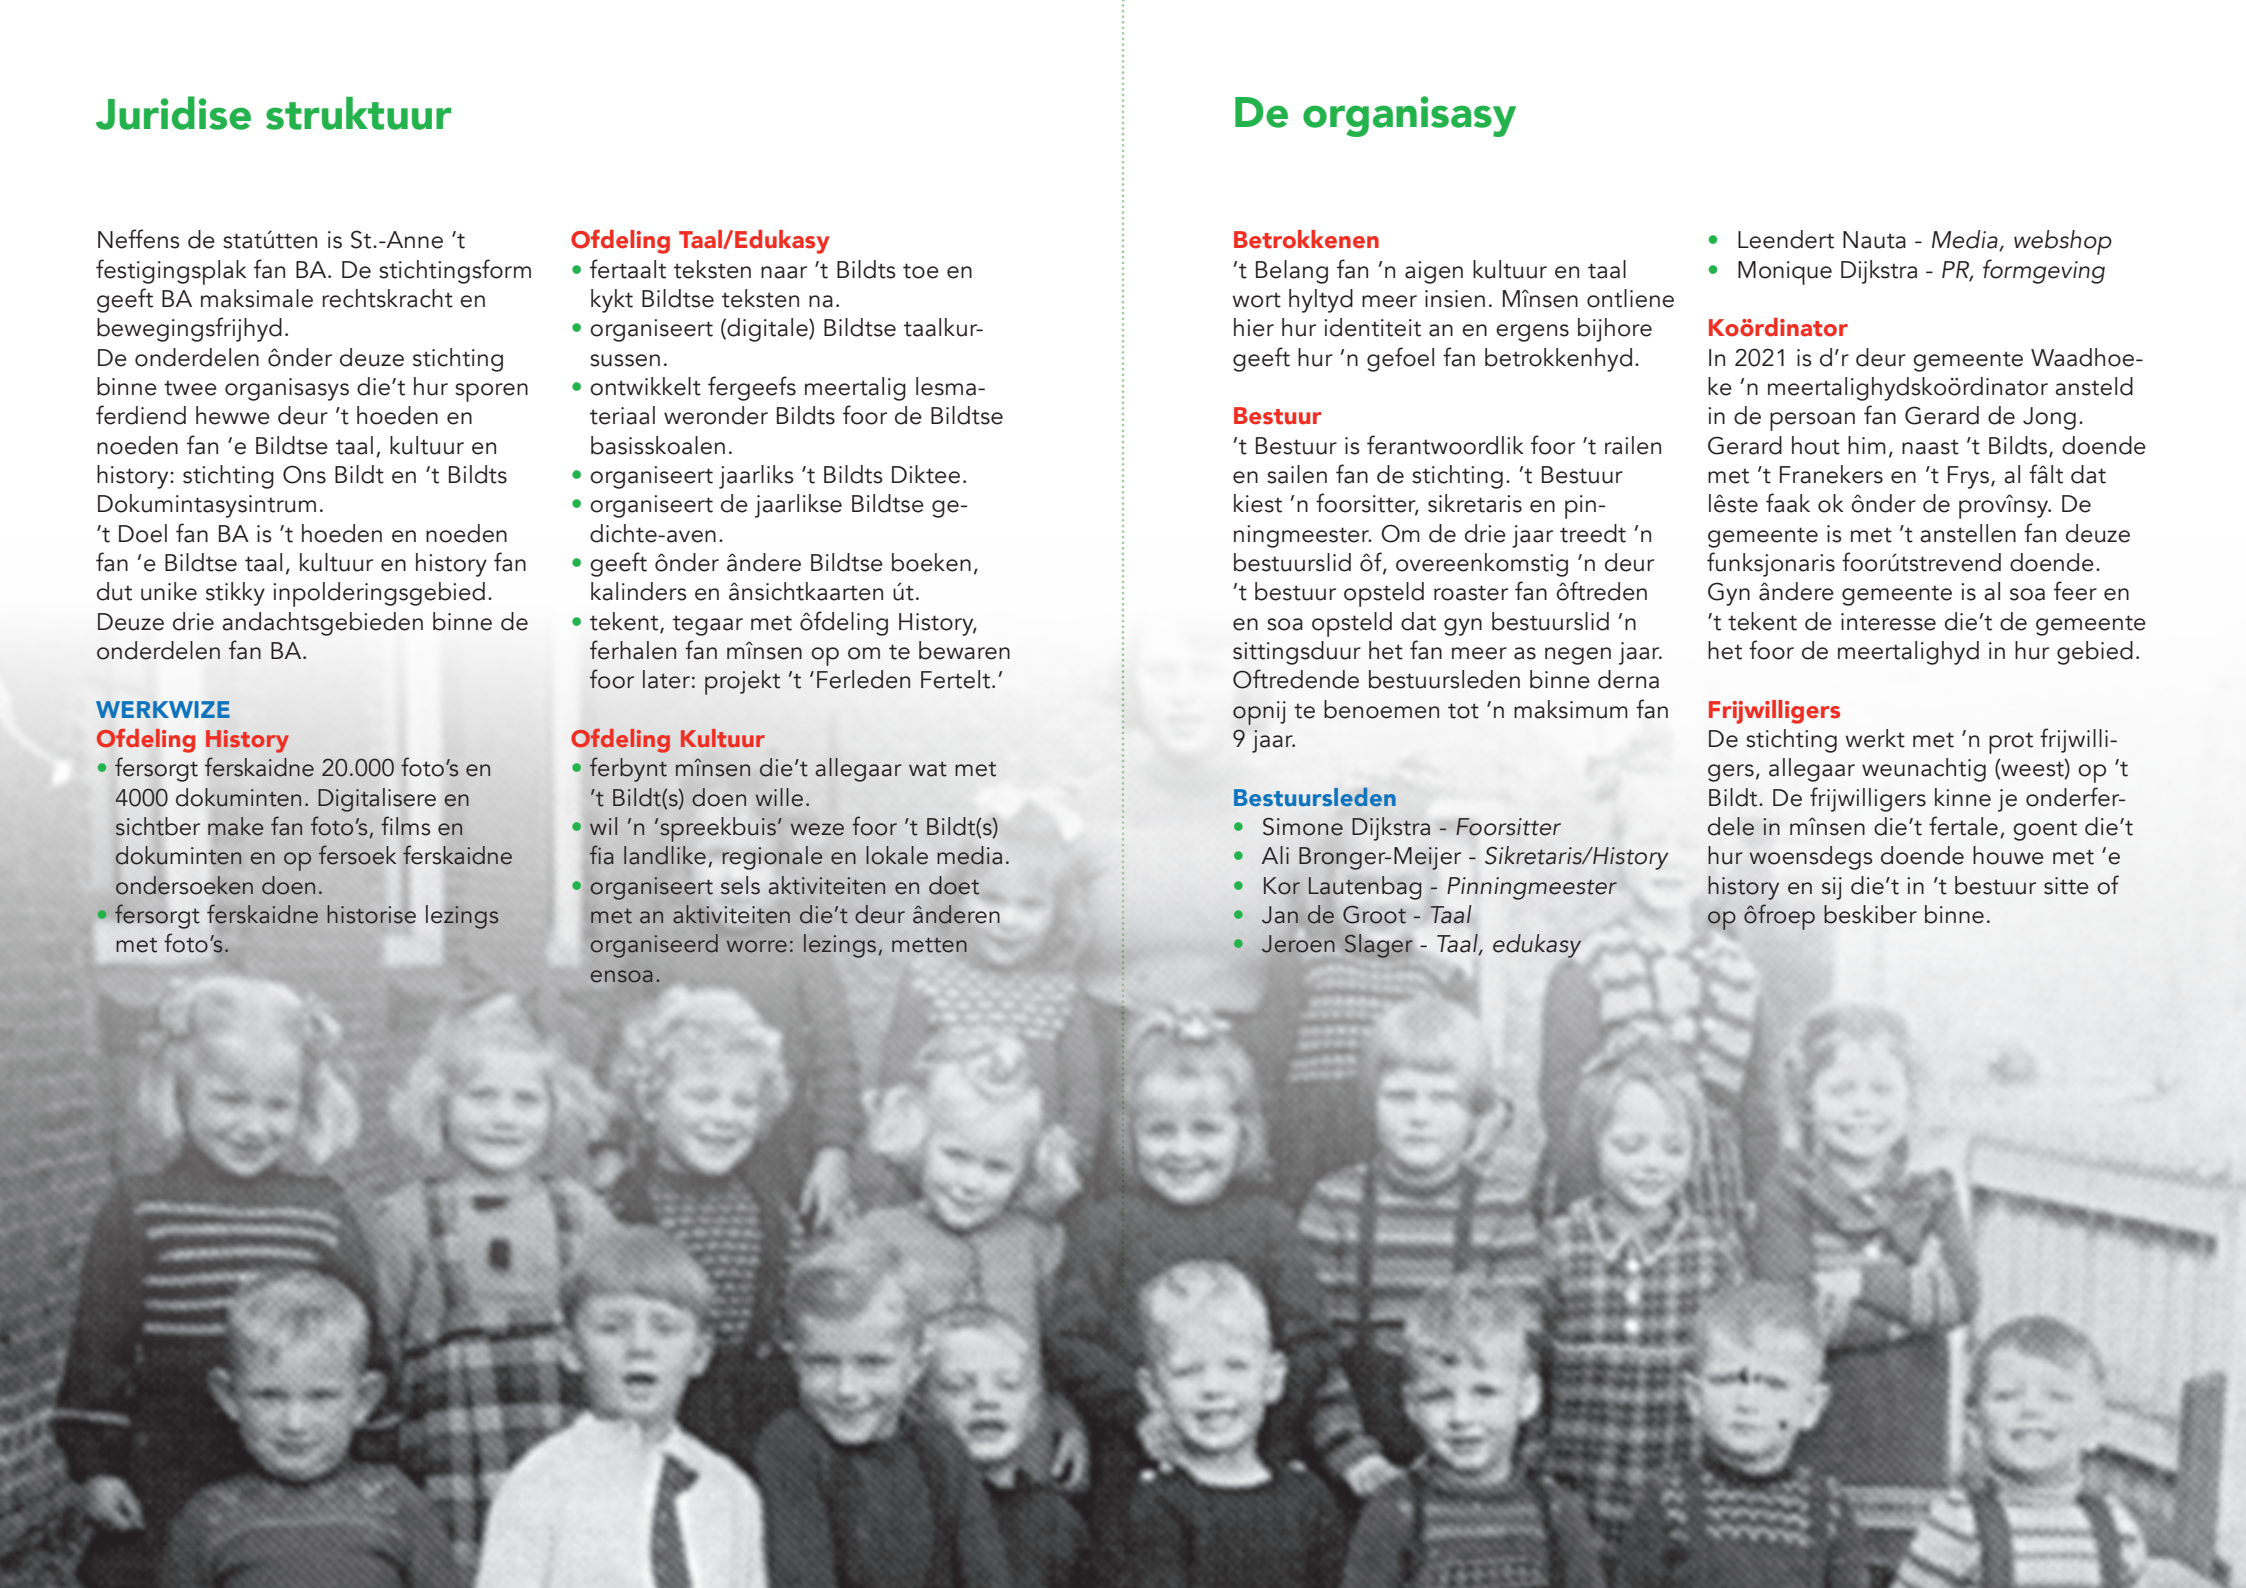 Juridise struktuur
Neffens de statútten is St.-Anne ’t
festigingsplak fan BA. De stichtingsform
geeft BA maksimale rechtskracht en
bewegingsfrijhyd.
De onderdelen ônder deuze stichting
binne twee organisasys die’t hur sporen
ferdiend hewwe deur ’t hoeden en
noeden fan ‘e Bildtse taal, kultuur en
history: stichting Ons Bildt en ‘t Bildts
Dokumintasysintrum.
’t Doel fan BA is ’t hoeden en noeden
fan ‘e Bildtse taal, kultuur en history fan
dut unike stikky inpolderingsgebied.
Deuze drie andachtsgebieden binne de
onderdelen fan BA.
WERKWIZE
Ofdeling History
• fersorgt ferskaidne 20.000 foto’s en
4000 dokuminten. Digitalisere en
sichtber make fan foto’s, films en
dokuminten en op fersoek ferskaidne
ondersoeken doen.
• fersorgt ferskaidne historise lezings
met foto’s.
Ofdeling Taal/Edukasy
• fertaalt teksten naar ’t Bildts toe en
kykt Bildtse teksten na.
• organiseert (digitale) Bildtse taalkur-
sussen.
• ontwikkelt fergeefs meertalig lesma-
teriaal weronder Bildts foor de Bildtse
basisskoalen.
• organiseert jaarliks ’t Bildts Diktee.
• organiseert de jaarlikse Bildtse ge-
dichte-aven.
• geeft ônder ândere Bildtse boeken,
kalinders en ânsichtkaarten út.
• tekent, tegaar met ôfdeling History,
ferhalen fan mînsen op om te bewaren
foor later: projekt ’t ‘Ferleden Fertelt.’
Ofdeling Kultuur
• ferbynt mînsen die’t allegaar wat met
’t Bildt(s) doen wille.
• wil ’n ‘spreekbuis’ weze foor ’t Bildt(s)
fia landlike, regionale en lokale media.
• organiseert sels aktiviteiten en doet
met an aktiviteiten die’t deur ânderen
organiseerd worre: lezings, metten
ensoa.
De organisasy
Betrokkenen
’t Belang fan ’n aigen kultuur en taal
wort hyltyd meer insien. Mînsen ontliene
hier hur identiteit an en ergens bijhore
geeft hur ’n gefoel fan betrokkenhyd.
Bestuur
’t Bestuur is ferantwoordlik foor ’t railen
en sailen fan de stichting. ’t Bestuur
kiest ’n foorsitter, sikretaris en pin-
ningmeester. Om de drie jaar treedt ’n
bestuurslid ôf, overeenkomstig ’n deur
’t bestuur opsteld roaster fan ôftreden
en soa opsteld dat gyn bestuurslid ’n
sittingsduur het fan meer as negen jaar.
Oftredende bestuursleden binne derna
opnij te benoemen tot ’n maksimum fan
9 jaar.
Bestuursleden
• Simone Dijkstra - Foorsitter
• Ali Bronger-Meijer - Sikretaris/History
• Kor Lautenbag - Pinningmeester
• Jan de Groot - Taal
• Jeroen Slager - Taal, edukasy
• Leendert Nauta - Media, webshop
• Monique Dijkstra - PR, formgeving
Koördinator
In 2021 is d’r deur gemeente Waadhoe-
ke ’n meertalighydskoördinator ansteld
in de persoan fan Gerard de Jong.
Gerard hout him, naast ’t Bildts, doende
met ’t Franekers en ’t Frys, al fâlt dat
lêste faak ok ônder de provînsy. De
gemeente is met ’t anstellen fan deuze
funksjonaris foorútstrevend doende.
Gyn ândere gemeente is al soa feer en
’t tekent de interesse die’t de gemeente
het foor de meertalighyd in hur gebied.
Frijwilligers
De stichting werkt met ’n prot frijwilli-
gers, allegaar weunachtig (weest) op ’t
Bildt. De frijwilligers kinne je onderfer-
dele in mînsen die’t fertale, goent die’t
hur woensdegs doende houwe met ‘e
history en sij die’t in ’t bestuur sitte of
op ôfroep beskiber binne.